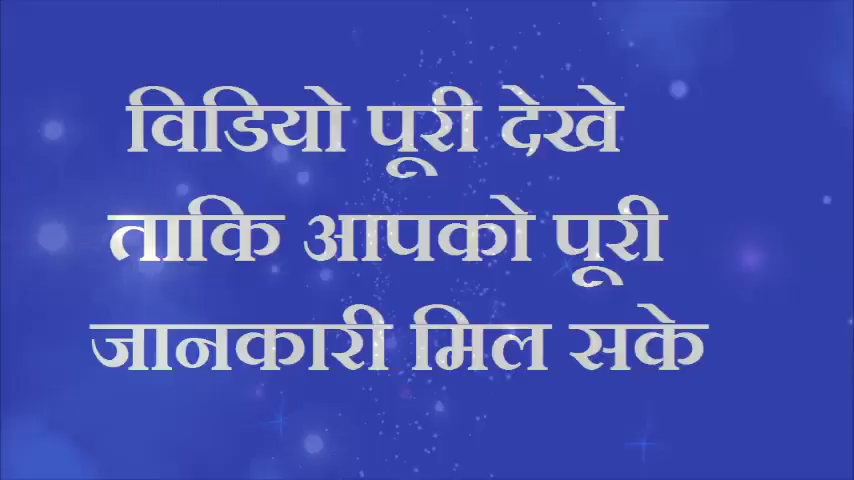 विडियो पूरी देखे
ताकि आपको पूरी
जानकारी मिल सके